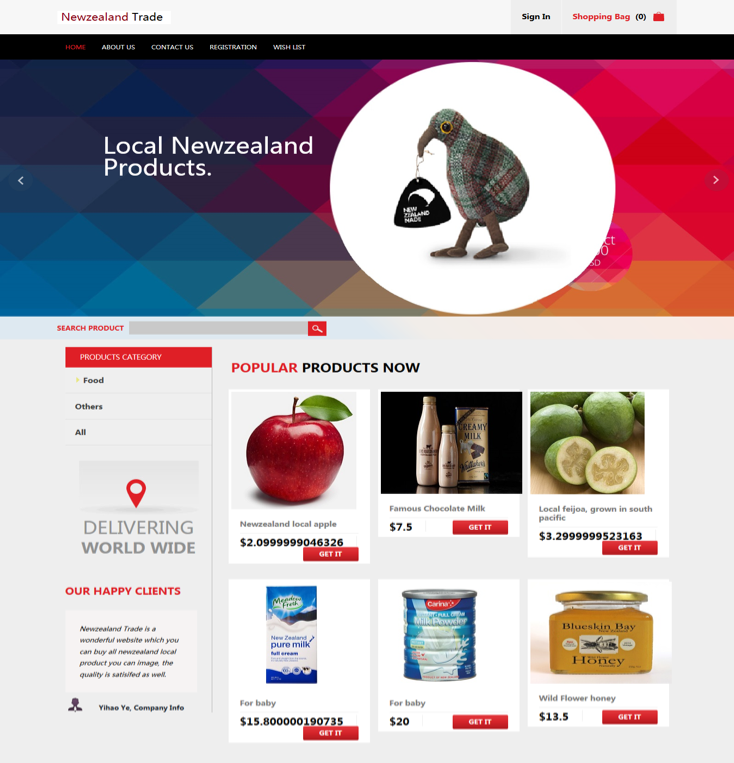 Newzealand Trade
Sign In
Shopping Bag (0)
HOME ABOUT US CONTACT US REGISTRATION WISH LIST
Local Newzealand
Products.
NEW
ZEALAND
MADE
SEARCH PRODUCT
PRODUCTS CATEGORY
Food
Others
All
DELIVERING
WORLD WIDE
OUR HAPPY CLIENTS
Newzealand Trade is a
wonderful website which you
can buy all newzealand local
product you can image, the
quality is satisifed as well.
Yihao Ye, Company Info
POPULAR PRODUCTS NOW
Newzealand local apple
$2.0999999046326
GET IT
CREAMY
MILK
Whittakers
Famous Chocolate Milk
$7.5
GET IT
Local feijoa, grown in south
pacific
$3.2999999523163
GET IT
Meadow
Fresh
New Zealand
pure milk
full cream
For baby
$15.800000190735
GET IT
Carina
Milk Powder
For baby
$20
GET IT
Blueskin Bay
Honey
Wild Flower honey
$13.5
GET IT